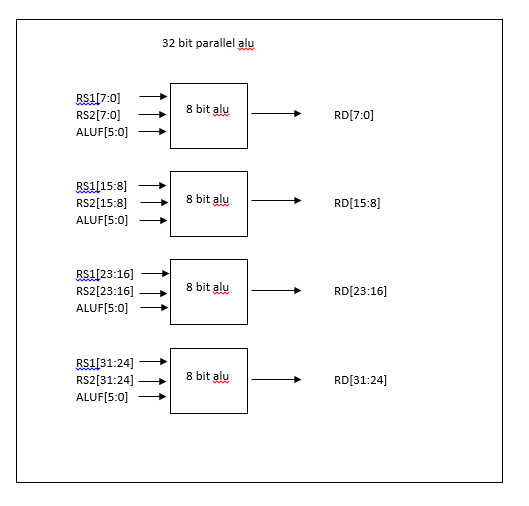 32 bit parallel alu
RS1[7:0]
RS2[7:0]
ALUF[5:0]
8 bit alu
RD[7:0]
RS1[15:8]
RS2[15:8]
ALUF[5:0]
8 bit alu
RD[15:8]
RS1[23:16]
RS2[23:16]
ALUF[5:0]
8 bit alu
RD[23:16]
RS1[31:24]
RS2[31:24]
ALUF[5:0]
8 bit alu
RD[31:24]